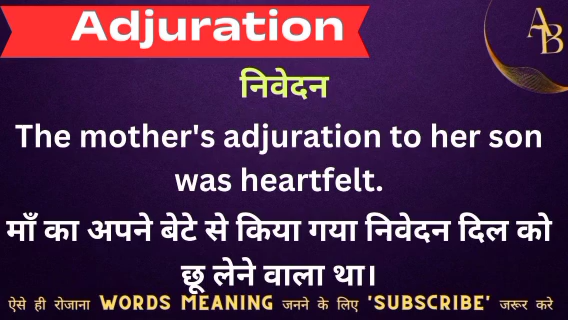 Adjuration
AB
निवेदन
The mother's adjuration to her son
was heartfelt.
माँ का अपने बेटे से किया गया निवेदन दिल को
छू लेने वाला था।
ऐसे ही रोजाना WORDS MEANING जनने के लिए 'SUBSCRIBE' जरूर करे